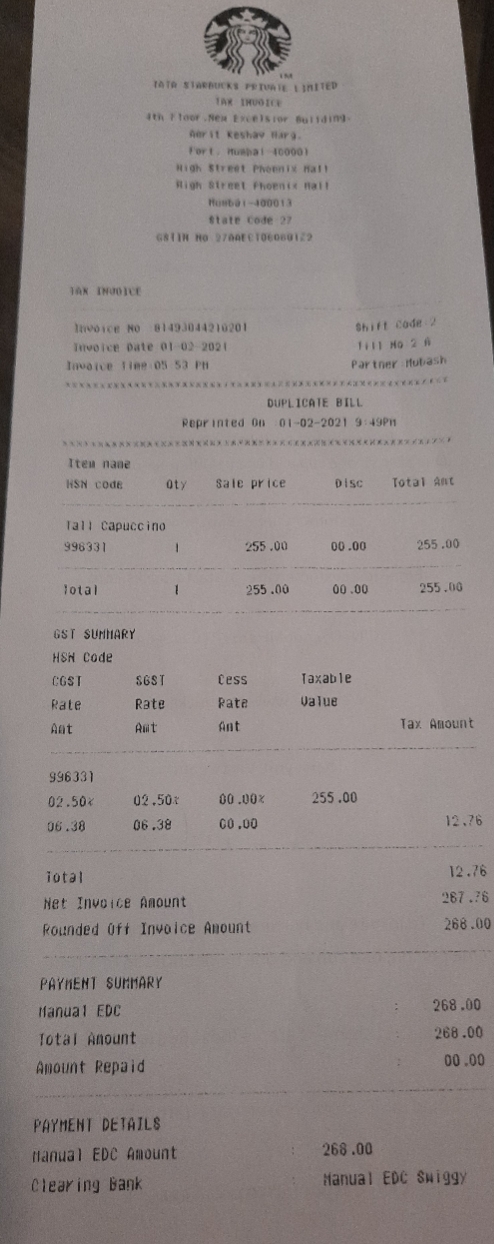 TM
TATA STARBUCKS PRIVATE LIMITED
TAX INVOICE
4th Floor.New Excelsior Building.
Amrit Keshav Marg.
Fort. Mumbai-400001
High Street Phoenix Mall
High Street Phoenix Mall
Mumbai-400013
State Code 27
GSTIN No
TAX INVOICE
Invoice No 01493044210201 Shift Code 2
Invoice Date 01-02-2021 Till No 2 A
Invoice Time 05 53 PM Partner Mubash
DUPLICATE BILL
Reprinted On 01-02-2021 9:49PM
Item name
HSN code Qty Sale price Disc Total Amt
Tall Capuccino
996331 1 255.00 00.00 255.00
Total 1 255.00 00.00 255.00
GST SUMMARY
HSN Code
CGST SGST Cess Taxable
Rate Rate Rate Value
Amt Amt Amt Tax Amount
996331
02.50% 02.50% 00.00% 255.00
06.38 06.38 00.00 12.76
Total 12.76
Net Invoice Amount 267.76
Rounded Off Invoice Amount 268.00
PAYMENT SUMMARY
Manual EDC : 268.00
Total Amount : 268.00
Amount Repaid : 00.00
PAYMENT DETAILS
Manual EDC Amount : 268.00
Clearing Bank : Manual EDC Swiggy